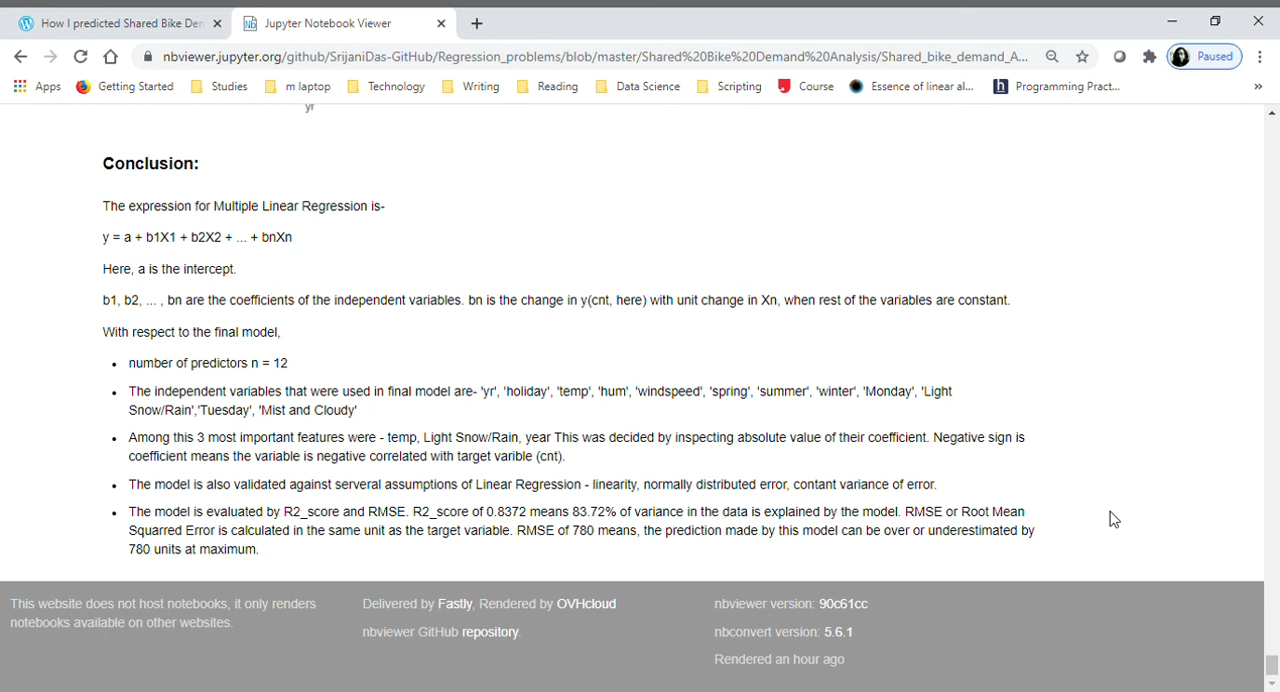 How I predicted Shared Bike Der
Jupyter Notebook Viewer
nbviewer.jupyter.org/github/SrijaniDas-GitHub/Regression_problems/blob/master/Shared%20Bike%20Demand%20Analysis/Shared_bike_demand_A...
Paused
Apps
Getting Started
Studies
m laptop
Technology
Writing
Reading
Data Science
Scripting
Course
Essence of linear al...
Programming Pract...
yr
Conclusion:
The expression for Multiple Linear Regression is-
y = a + b1X1 + b2X2 + ... + bnXn
Here, a is the intercept.
b1, b2, ... , bn are the coefficients of the independent variables. bn is the change in y(cnt, here) with unit change in Xn, when rest of the variables are constant.
With respect to the final model,
• number of predictors n = 12
• The independent variables that were used in final model are- 'yr', 'holiday', 'temp', 'hum', 'windspeed', 'spring', 'summer', 'winter', 'Monday', 'Light
Snow/Rain','Tuesday', 'Mist and Cloudy'
• Among this 3 most important features were - temp, Light Snow/Rain, year This was decided by inspecting absolute value of their coefficient. Negative sign is
coefficient means the variable is negative correlated with target varible (cnt).
• The model is also validated against serveral assumptions of Linear Regression - linearity, normally distributed error, contant variance of error.
• The model is evaluated by R2_score and RMSE. R2_score of 0.8372 means 83.72% of variance in the data is explained by the model. RMSE or Root Mean
Squarred Error is calculated in the same unit as the target variable. RMSE of 780 means, the prediction made by this model can be over or underestimated by
780 units at maximum.
This website does not host notebooks, it only renders
notebooks available on other websites.
Delivered by Fastly, Rendered by OVHcloud
nbviewer GitHub repository.
nbviewer version: 90c61cc
nbconvert version: 5.6.1
Rendered an hour ago